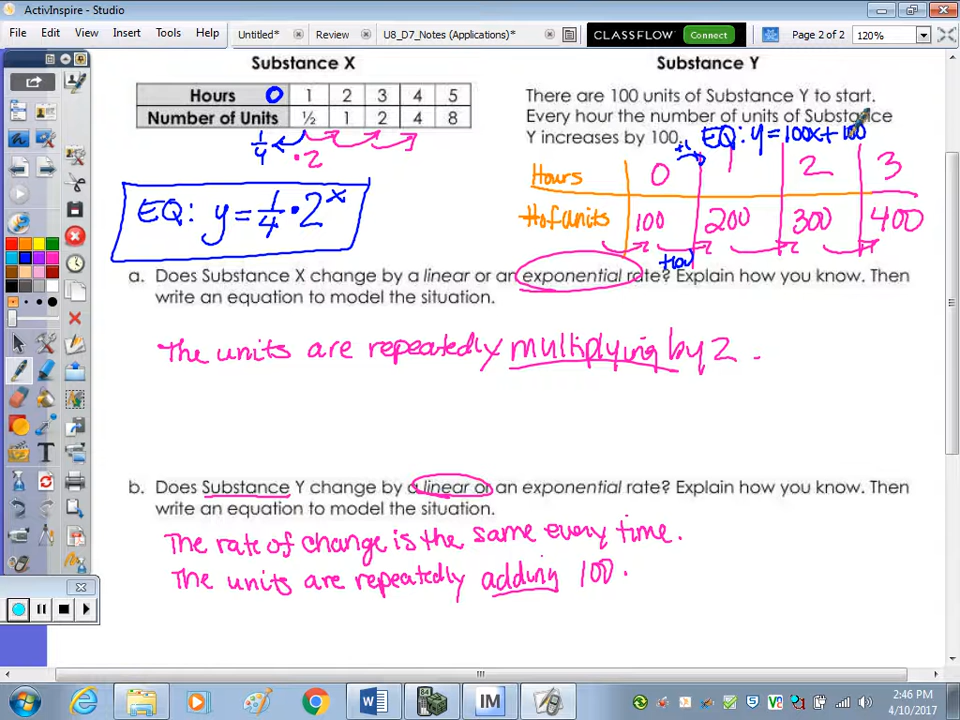 ActivInspire - Studio
File Edit View Insert Tools Help Untitled* Review U8_D7_Notes (Applications)* CLASSFLOW Connect Page 2 of 2 120%
Substance X
Hours 0 1 2 3 4 5
Number of Units ½ 1 2 4 8
1/4 •2
EQ: y = 1/4 • 2^x
Substance Y
There are 100 units of Substance Y to start.
Every hour the number of units of Substance
Y increases by 100. EQ: y = 100x + 100
+1
Hours 0 1 2 3
# of Units 100 200 300 400
+100
a. Does Substance X change by a linear or an exponential rate? Explain how you know. Then
write an equation to model the situation.
The units are repeatedly multiplying by 2.
b. Does Substance Y change by a linear or an exponential rate? Explain how you know. Then
write an equation to model the situation.
The rate of change is the same every time.
The units are repeatedly adding 100.
84
IM
2:46 PM
4/10/2017